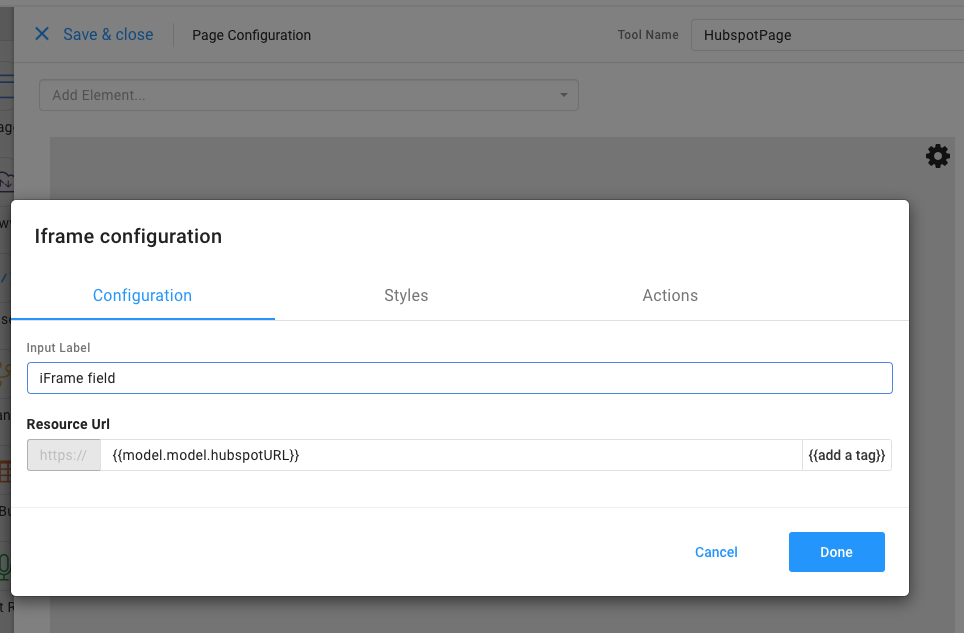 Save & close
Page Configuration
Tool Name
HubspotPage
Add Element...
Iframe configuration
Configuration
Styles
Actions
Input Label
iFrame field
Resource Url
https://
{{model.model.hubspotURL}}
{{add a tag}}
Cancel
Done